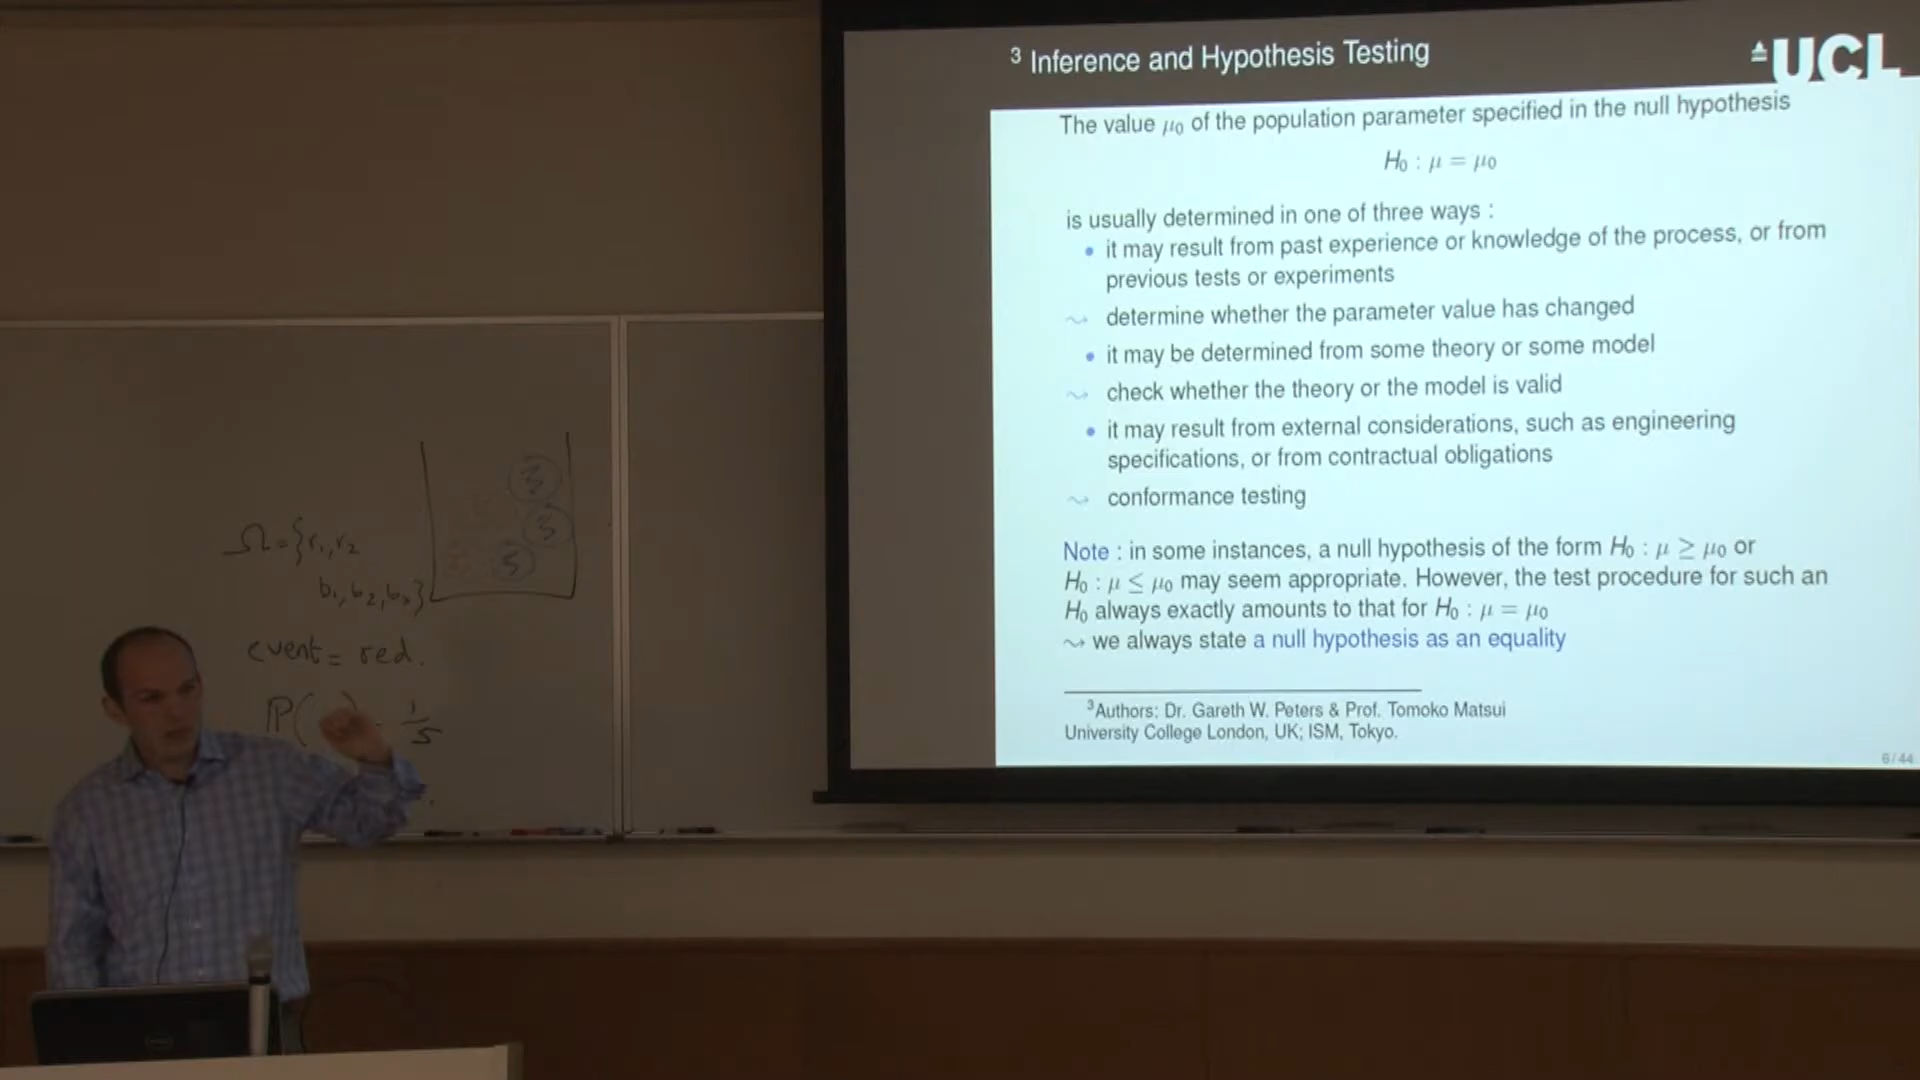 ³ Inference and Hypothesis Testing
UCL
The value μ₀ of the population parameter specified in the null hypothesis
H₀ : μ = μ₀
is usually determined in one of three ways :
• it may result from past experience or knowledge of the process, or from
previous tests or experiments
⇝ determine whether the parameter value has changed
• it may be determined from some theory or some model
⇝ check whether the theory or the model is valid
• it may result from external considerations, such as engineering
specifications, or from contractual obligations
⇝ conformance testing
Note : in some instances, a null hypothesis of the form H₀ : μ ≥ μ₀ or
H₀ : μ ≤ μ₀ may seem appropriate. However, the test procedure for such an
H₀ always exactly amounts to that for H₀ : μ = μ₀
⇝ we always state a null hypothesis as an equality
³Authors: Dr. Gareth W. Peters & Prof. Tomoko Matsui
University College London, UK; ISM, Tokyo.
6 / 44
Ω = {r₁, r₂
b₁, b₂, b₃}
event = red.
ℙ( ) = 1/5